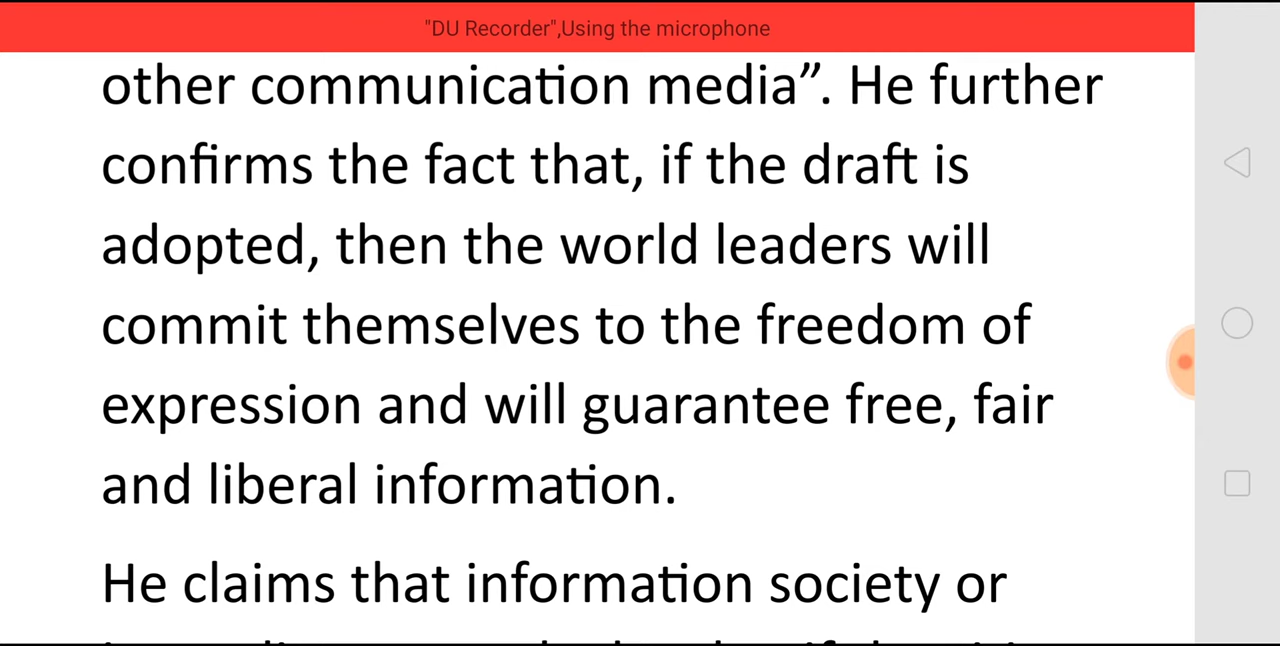 "DU Recorder",Using the microphone
other communication media”. He further
confirms the fact that, if the draft is
adopted, then the world leaders will
commit themselves to the freedom of
expression and will guarantee free, fair
and liberal information.
He claims that information society or